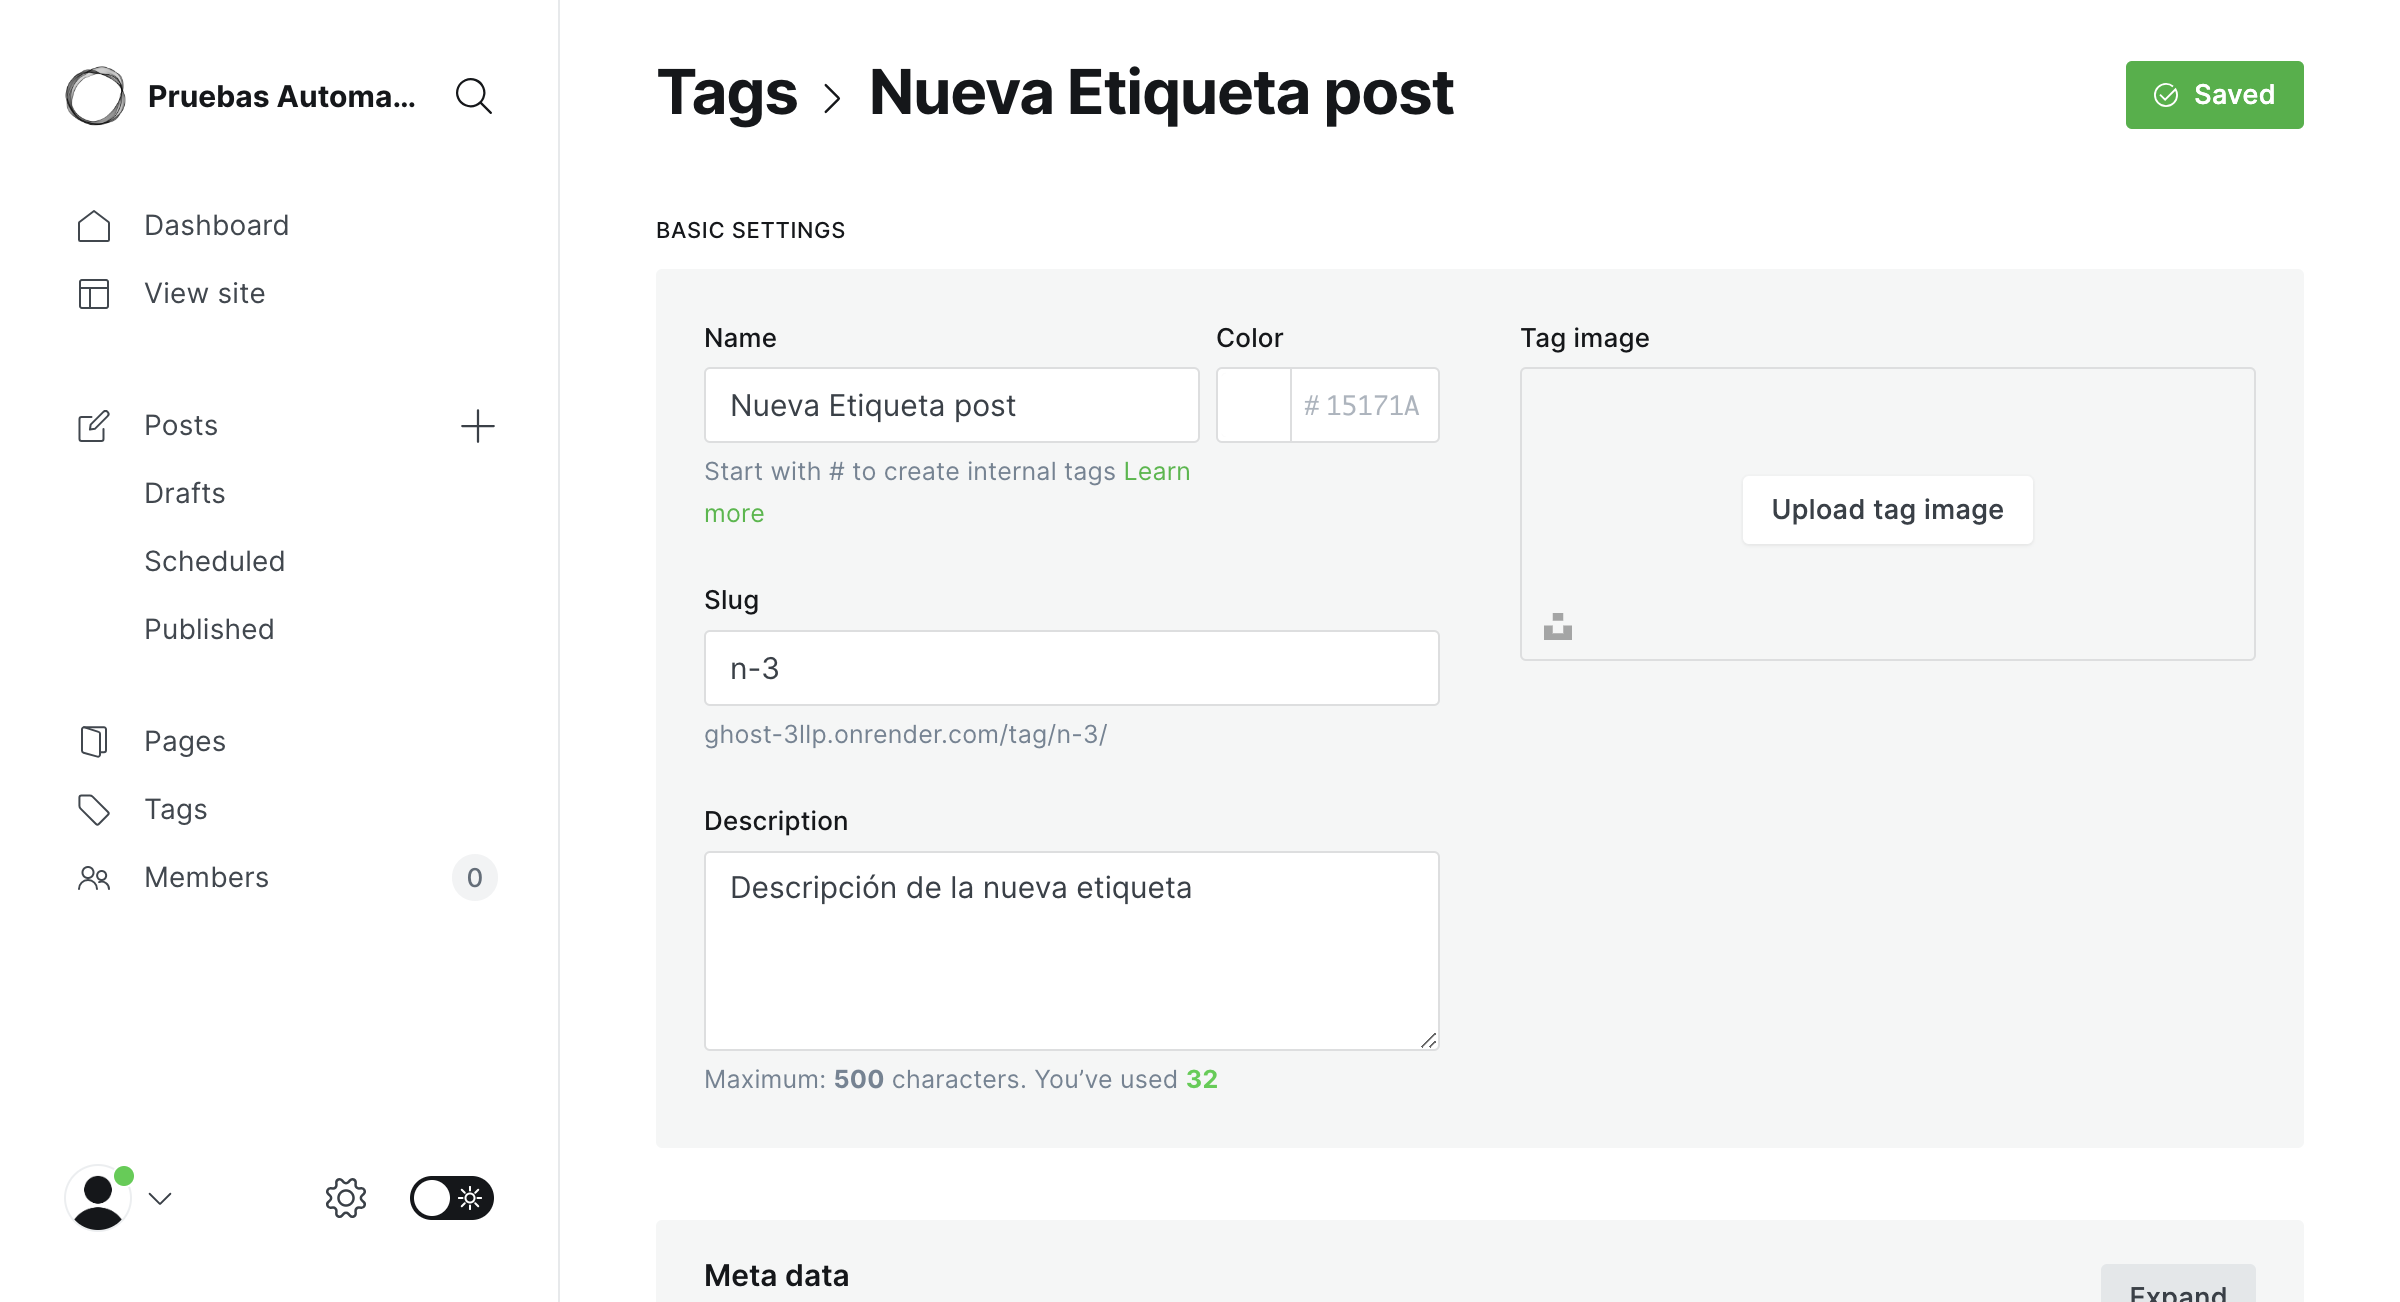 Pruebas Automa...
Dashboard
View site
Posts
Drafts
Scheduled
Published
Pages
Tags
Members 0
Tags > Nueva Etiqueta post
Saved
BASIC SETTINGS
Name
Nueva Etiqueta post
Start with # to create internal tags Learn
more
Color
# 15171A
Slug
n-3
ghost-3llp.onrender.com/tag/n-3/
Description
Descripción de la nueva etiqueta
Maximum: 500 characters. You’ve used 32
Tag image
Upload tag image
Meta data
Expand